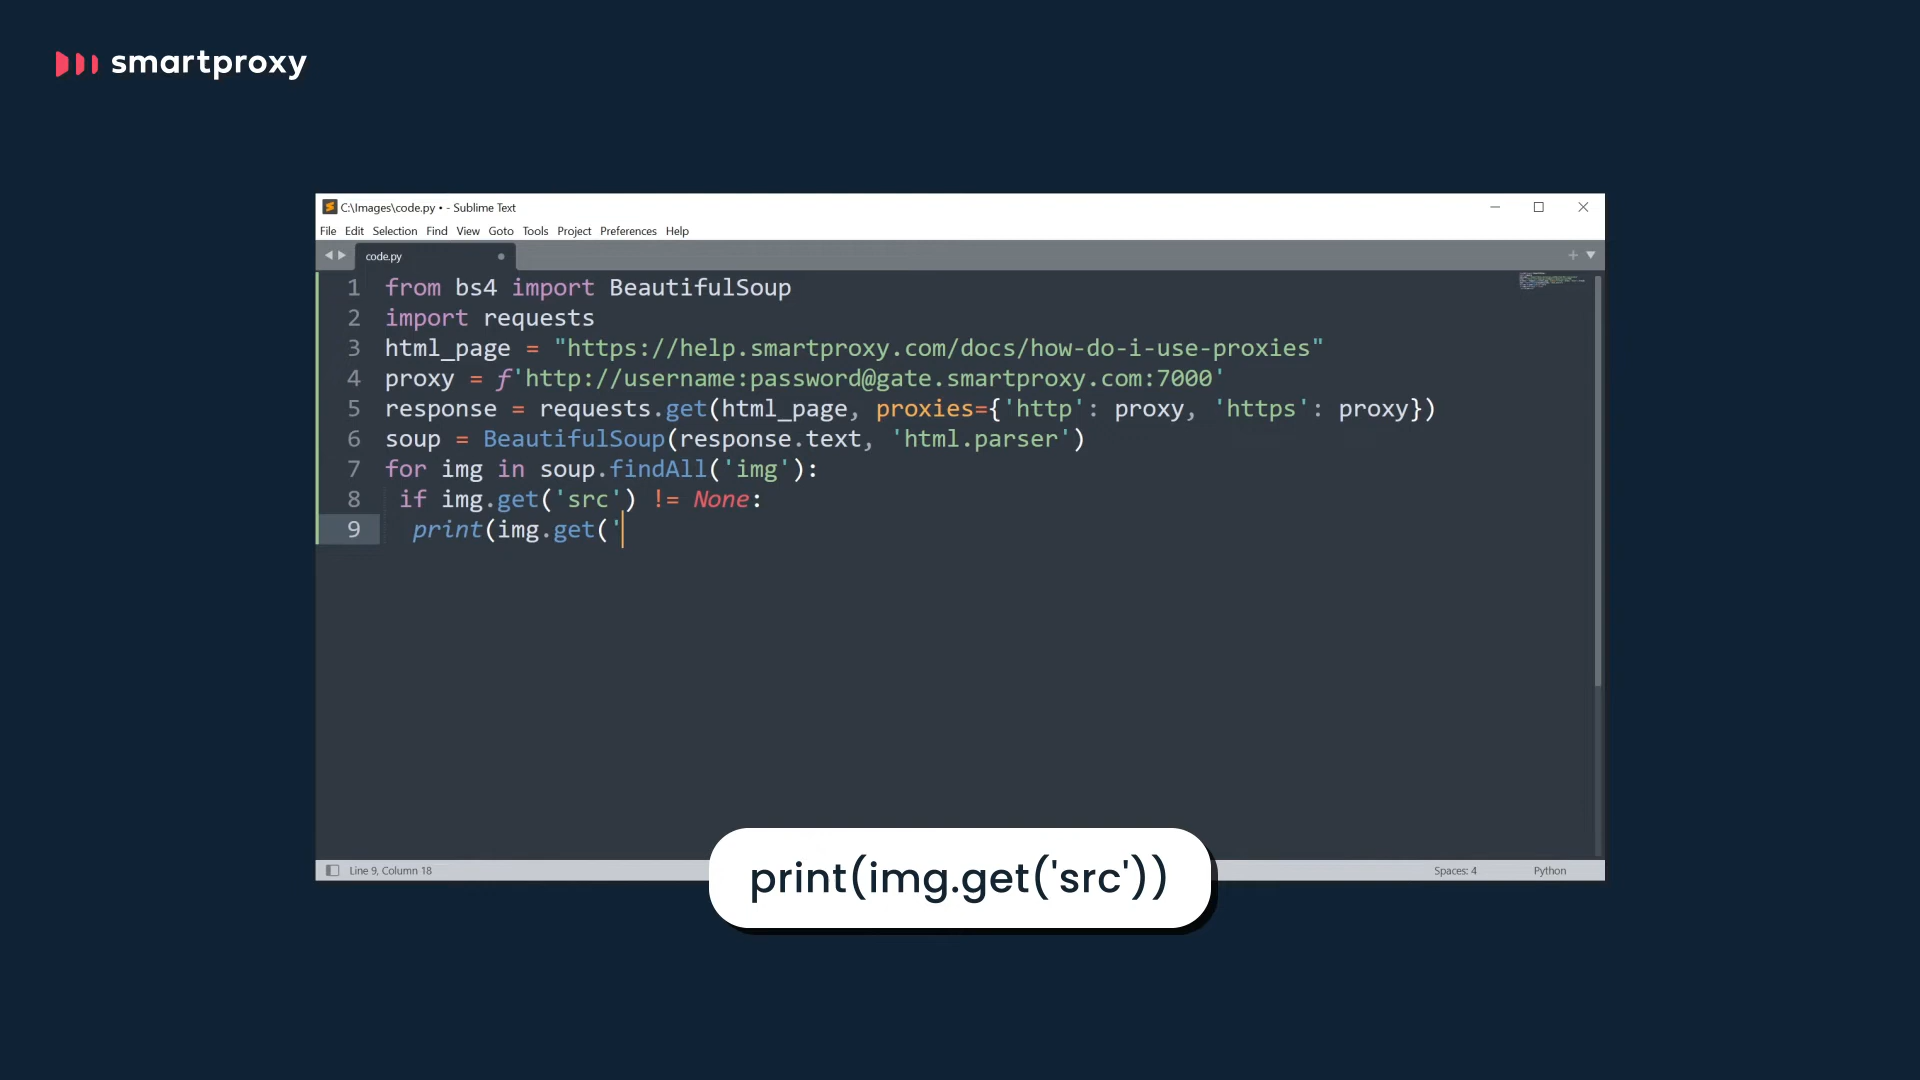 smartproxy
C:\Images\code.py • - Sublime Text
File Edit Selection Find View Goto Tools Project Preferences Help
code.py
1 from bs4 import BeautifulSoup
2 import requests
3 html_page = "https://help.smartproxy.com/docs/how-do-i-use-proxies"
4 proxy = f'http://username:password@gate.smartproxy.com:7000'
5 response = requests.get(html_page, proxies={'http': proxy, 'https': proxy})
6 soup = BeautifulSoup(response.text, 'html.parser')
7 for img in soup.findAll('img'):
8  if img.get('src') != None:
9   print(img.get('
print(img.get('src'))
Line 9, Column 18 Spaces: 4 Python